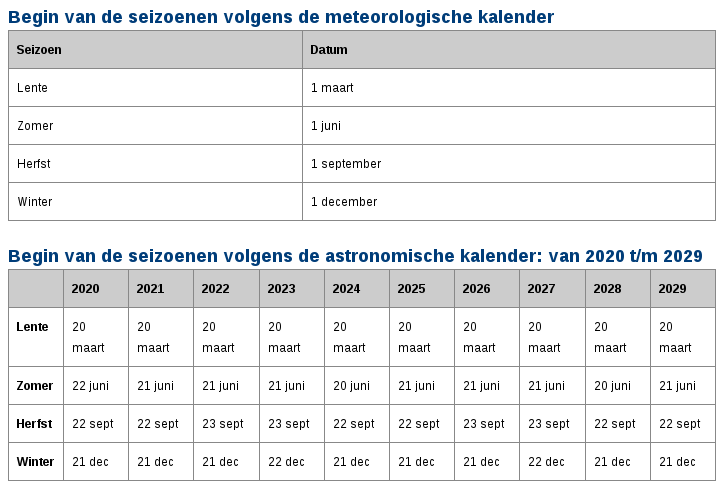 Begin van de seizoenen volgens de meteorologische kalender
Seizoen Datum
Lente 1 maart
Zomer 1 juni
Herfst 1 september
Winter 1 december
Begin van de seizoenen volgens de astronomische kalender: van 2020 t/m 2029
2020 2021 2022 2023 2024 2025 2026 2027 2028 2029
Lente 20 20 20 20 20 20 20 20 20 20
maart maart maart maart maart maart maart maart maart maart
Zomer 22 juni 21 juni 21 juni 21 juni 20 juni 21 juni 21 juni 21 juni 20 juni 21 juni
Herfst 22 sept 22 sept 23 sept 23 sept 22 sept 22 sept 23 sept 23 sept 22 sept 22 sept
Winter 21 dec 21 dec 21 dec 22 dec 21 dec 21 dec 21 dec 22 dec 21 dec 21 dec